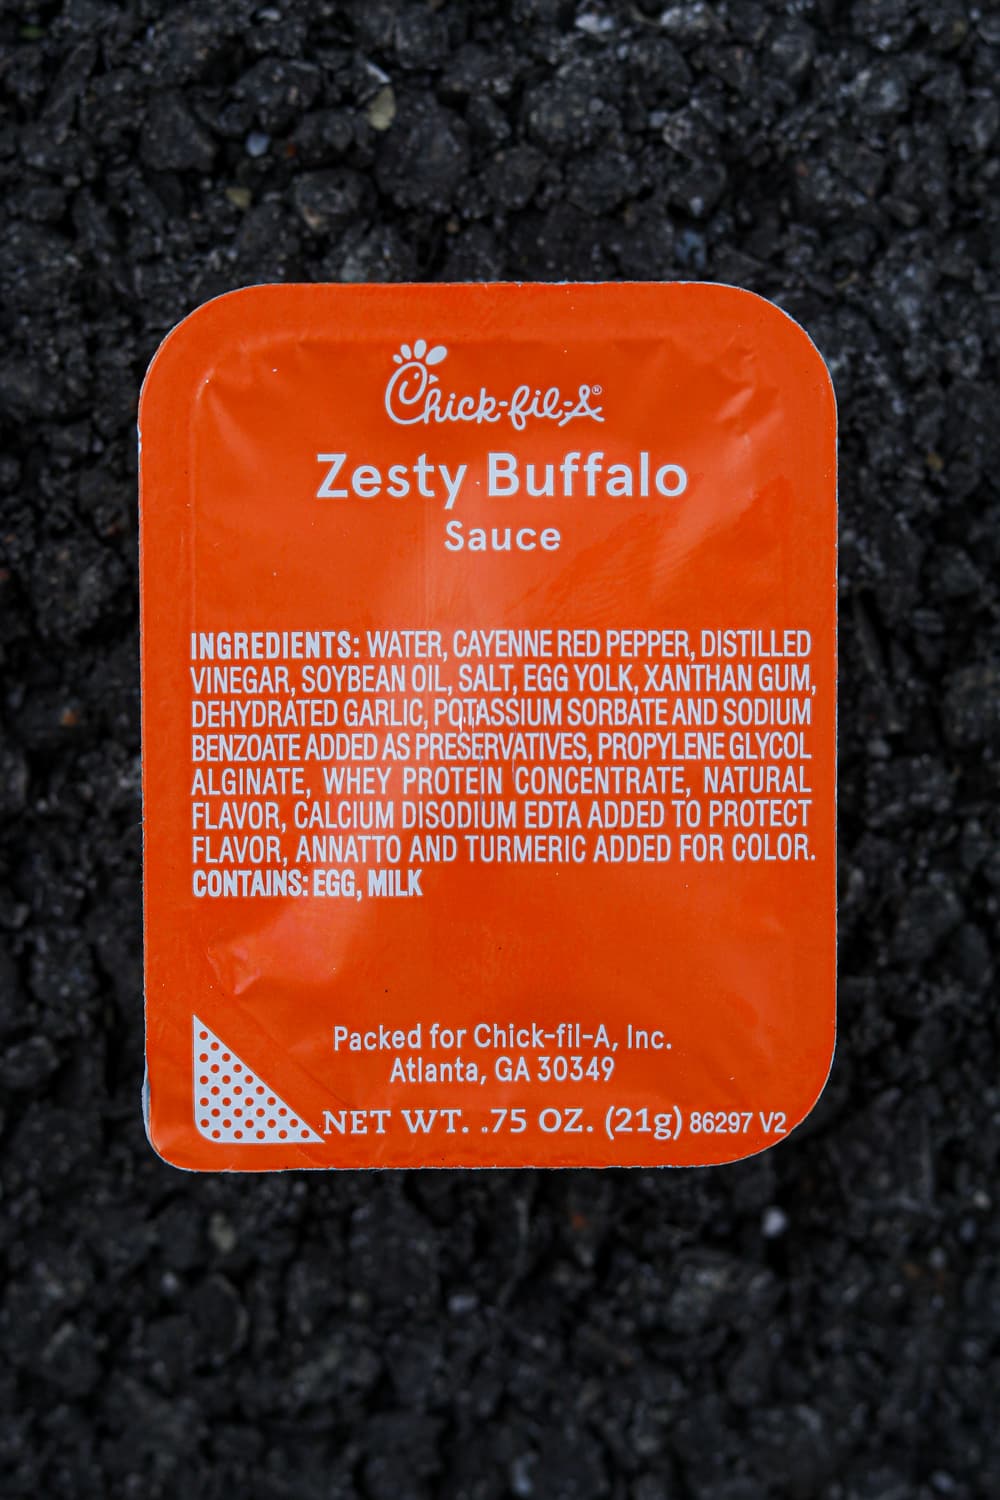 Chick-fil-A®
Zesty Buffalo
Sauce
INGREDIENTS: WATER, CAYENNE RED PEPPER, DISTILLED
VINEGAR, SOYBEAN OIL, SALT, EGG YOLK, XANTHAN GUM,
DEHYDRATED GARLIC, POTASSIUM SORBATE AND SODIUM
BENZOATE ADDED AS PRESERVATIVES, PROPYLENE GLYCOL
ALGINATE, WHEY PROTEIN CONCENTRATE, NATURAL
FLAVOR, CALCIUM DISODIUM EDTA ADDED TO PROTECT
FLAVOR, ANNATTO AND TURMERIC ADDED FOR COLOR.
CONTAINS: EGG, MILK
Packed for Chick-fil-A, Inc.
Atlanta, GA 30349
NET WT. .75 OZ. (21g) 86297 V2